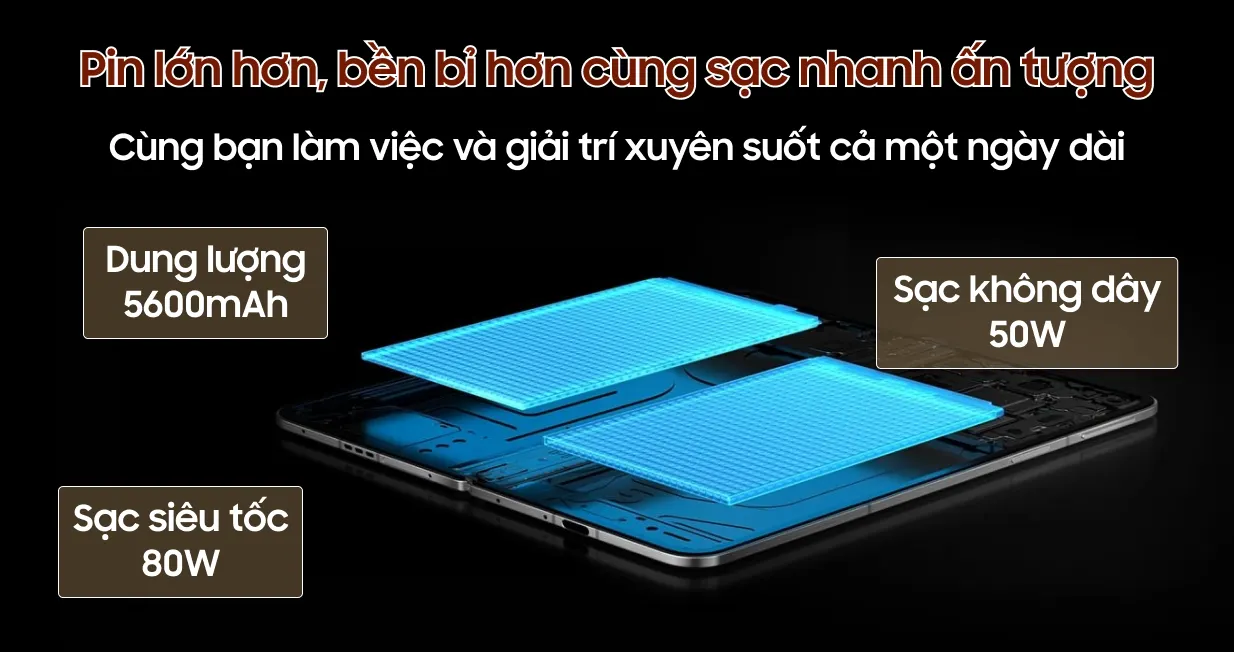 Pin lớn hơn, bền bỉ hơn cùng sạc nhanh ấn tượng
Cùng bạn làm việc và giải trí xuyên suốt cả một ngày dài
Dung lượng
5600mAh
Sạc không dây
50W
Sạc siêu tốc
80W